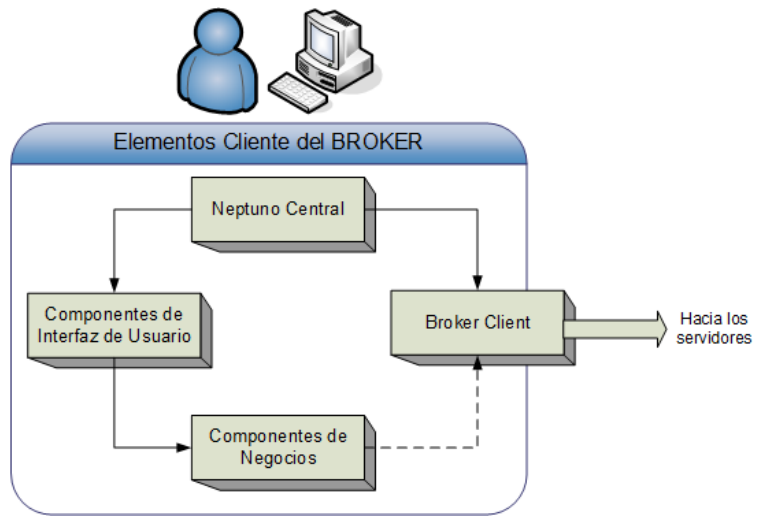 Elementos Cliente del BROKER
Neptuno Central
Componentes de
Interfaz de Usuario
Broker Client
Hacia los
servidores
Componentes de
Negocios